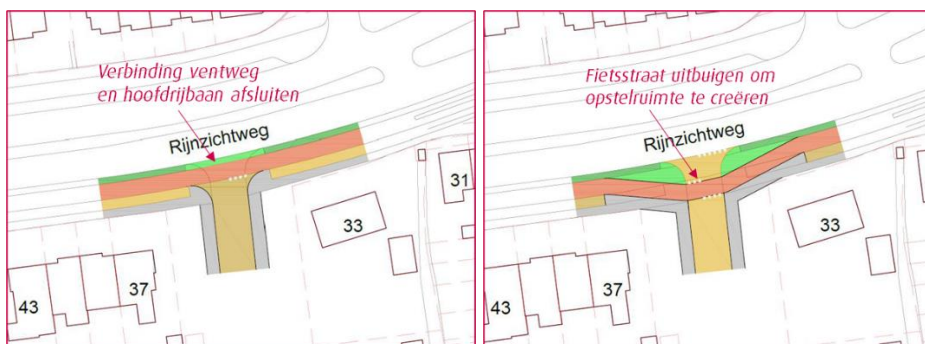 Verbinding ventweg
en hoofdrijbaan afsluiten
Rijnzichtweg
31
33
37
43
Fietsstraat uitbuigen om
opstelruimte te creëren
Rijnzichtweg
33
37
43